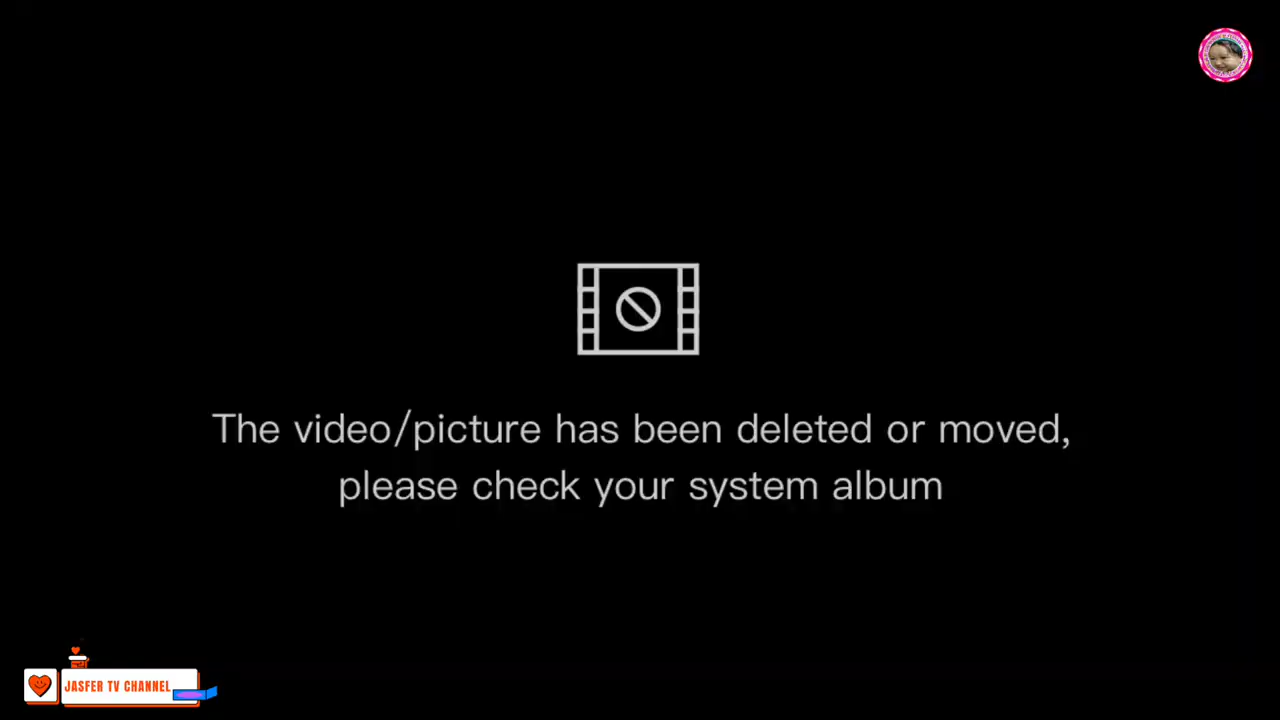 The video/picture has been deleted or moved,
please check your system album
JASFER TV CHANNEL